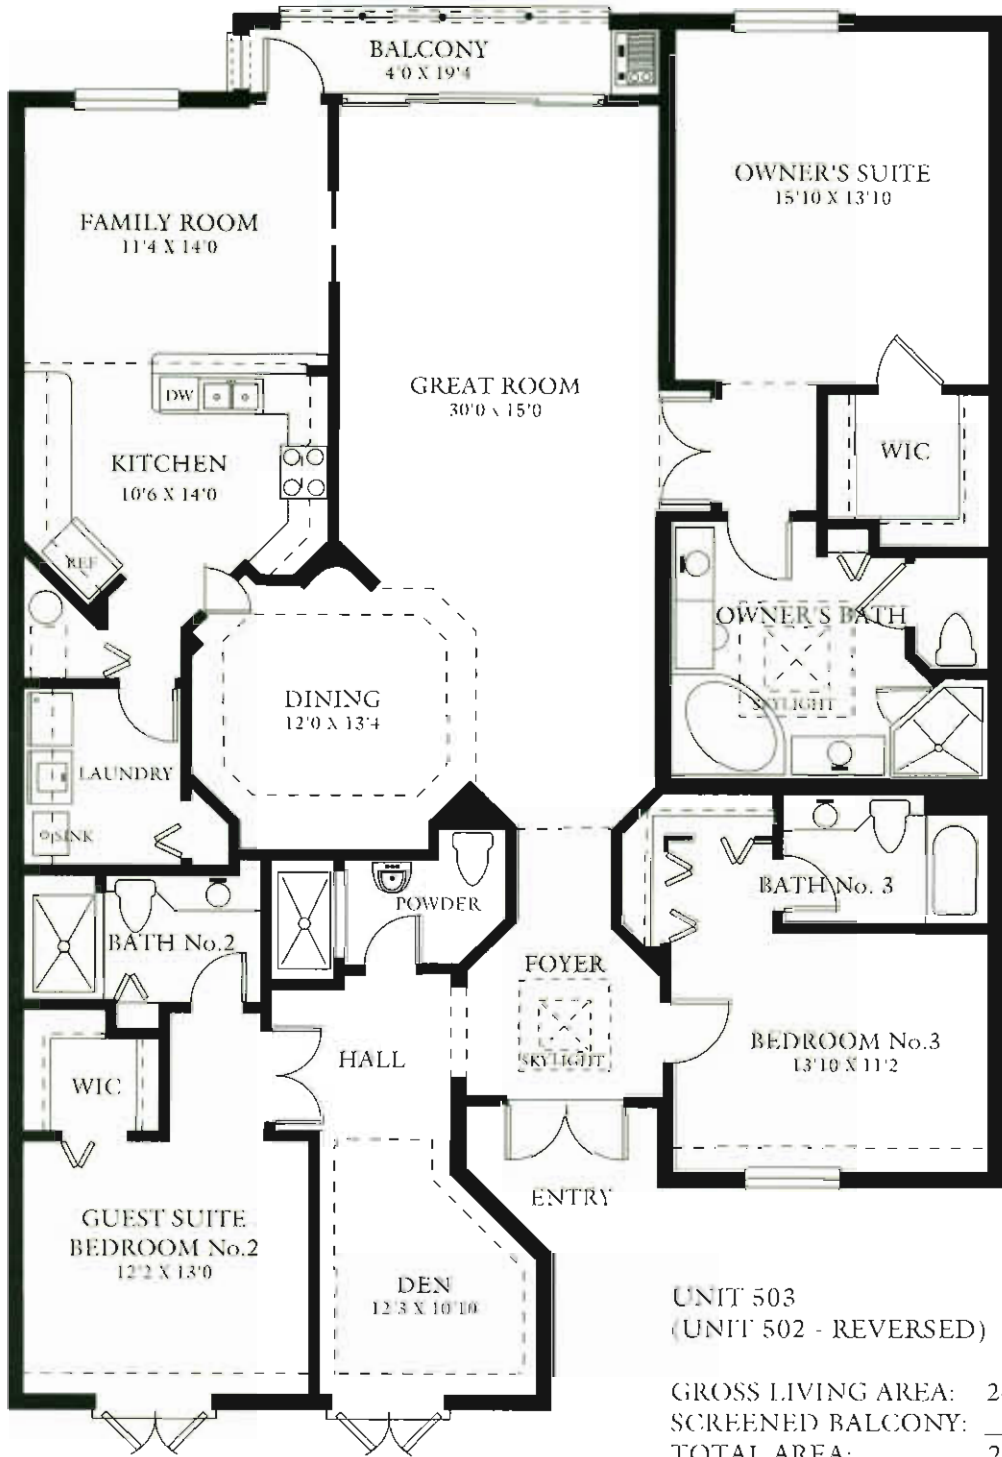 BALCONY
4'0 X 19'4
OWNER'S SUITE
15'10 X 13'10
FAMILY ROOM
11'4 X 14'0
GREAT ROOM
30'0 x 15'0
DW
KITCHEN
10'6 X 14'0
WIC
REF
OWNER'S BATH
SKYLIGHT
DINING
12'0 X 13'4
LAUNDRY
SINK
BATH No. 3
POWDER
BATH No.2
FOYER
SKYLIGHT
HALL
BEDROOM No.3
13'10 X 11'2
WIC
ENTRY
GUEST SUITE
BEDROOM No.2
12'2 X 13'0
DEN
12'3 X 10'10
UNIT 503
(UNIT 502 - REVERSED)
GROSS LIVING AREA: 2
SCREENED BALCONY:
TOTAL AREA: 2